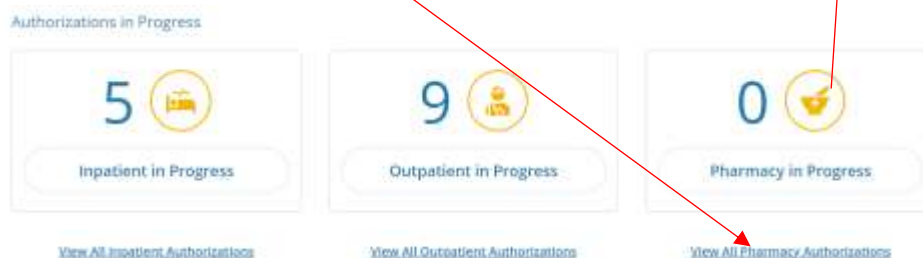 Authorizations in Progress
5 9 0
Inpatient in Progress Outpatient in Progress Pharmacy in Progress
View All Inpatient Authorizations View All Outpatient Authorizations View All Pharmacy Authorizations